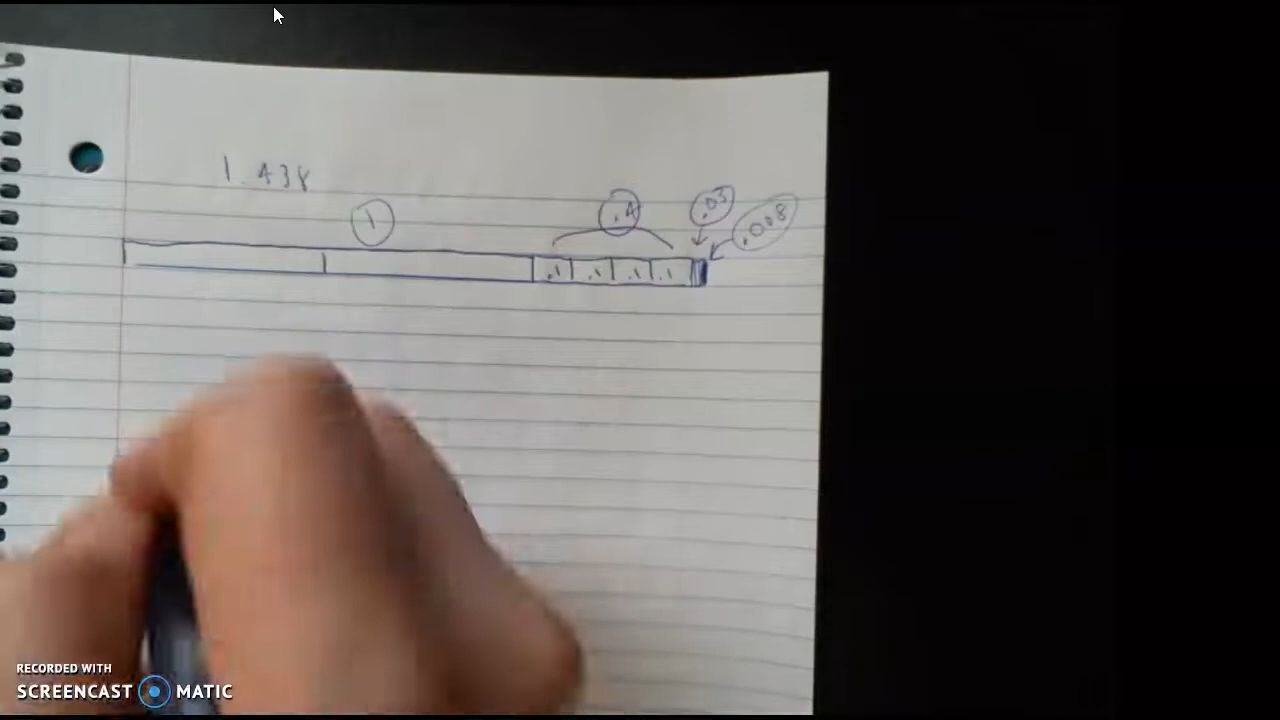 1.438
1 .4 .03 .008
.1 .1 .1 .1
RECORDED WITH
SCREENCAST MATIC